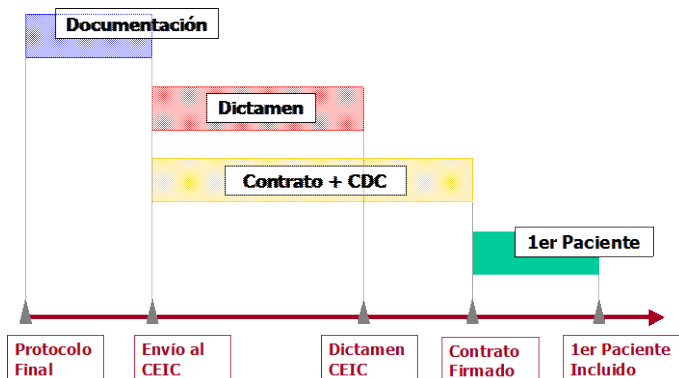 Documentación
Dictamen
Contrato + CDC
1er Paciente
Protocolo
Final
Envío al
CEIC
Dictamen
CEIC
Contrato
Firmado
1er Paciente
Incluido